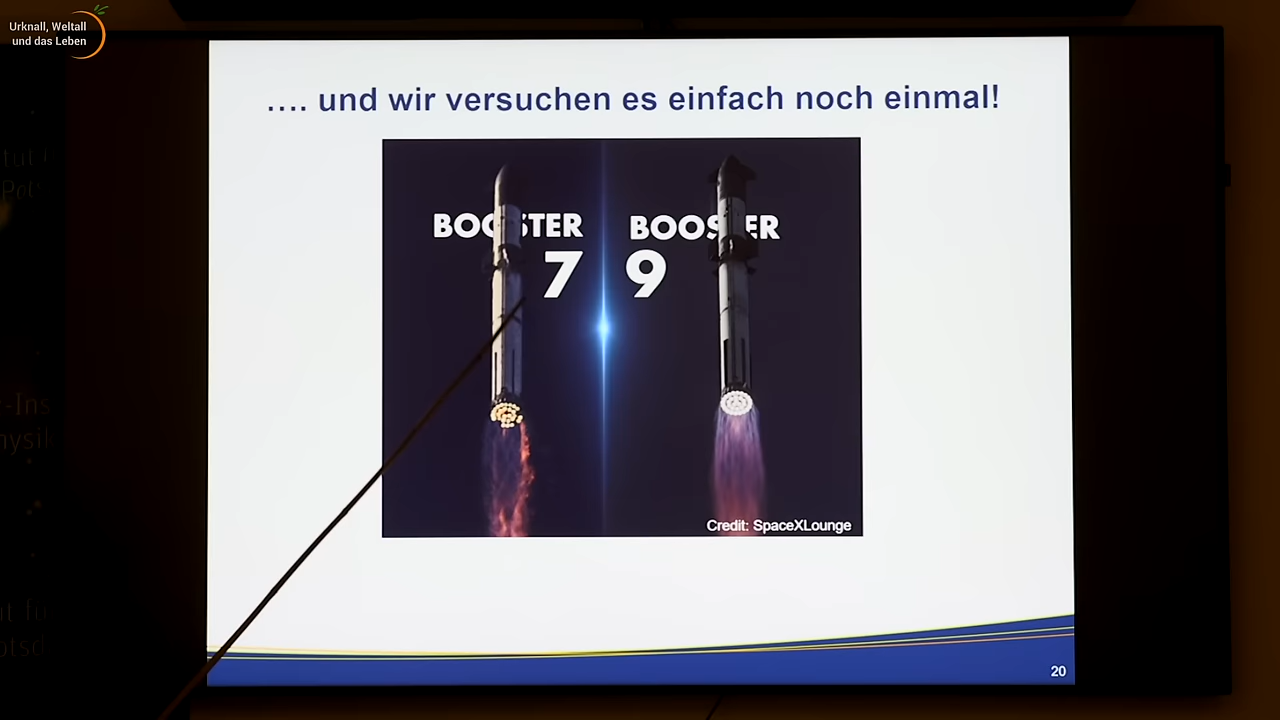 Urknall, Weltall
und das Leben
.... und wir versuchen es einfach noch einmal!
BOOSTER BOOSTER
7 9
Credit: SpaceXLounge
20